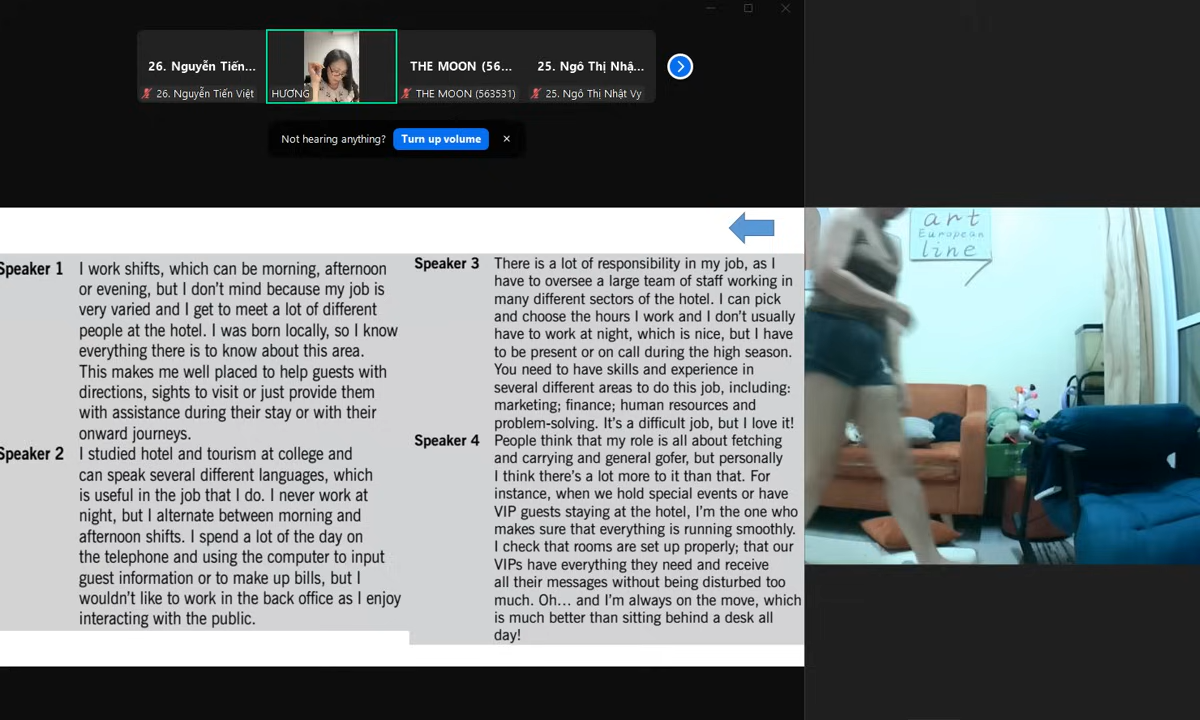 26. Nguyễn Tiến...
THE MOON (56...
25. Ngô Thị Nhậ...
26. Nguyễn Tiến Việt
HƯƠNG
THE MOON (563531)
25. Ngô Thị Nhật Vy
Not hearing anything?
Turn up volume
Speaker 1
I work shifts, which can be morning, afternoon
or evening, but I don't mind because my job is
very varied and I get to meet a lot of different
people at the hotel. I was born locally, so I know
everything there is to know about this area.
This makes me well placed to help guests with
directions, sights to visit or just provide them
with assistance during their stay or with their
onward journeys.
Speaker 2
I studied hotel and tourism at college and
can speak several different languages, which
is useful in the job that I do. I never work at
night, but I alternate between morning and
afternoon shifts. I spend a lot of the day on
the telephone and using the computer to input
guest information or to make up bills, but I
wouldn't like to work in the back office as I enjoy
interacting with the public.
Speaker 3
There is a lot of responsibility in my job, as I
have to oversee a large team of staff working in
many different sectors of the hotel. I can pick
and choose the hours I work and I don't usually
have to work at night, which is nice, but I have
to be present or on call during the high season.
You need to have skills and experience in
several different areas to do this job, including:
marketing; finance; human resources and
problem-solving. It's a difficult job, but I love it!
Speaker 4
People think that my role is all about fetching
and carrying and general gofer, but personally
I think there's a lot more to it than that. For
instance, when we hold special events or have
VIP guests staying at the hotel, I'm the one who
makes sure that everything is running smoothly.
I check that rooms are set up properly; that our
VIPs have everything they need and receive
all their messages without being disturbed too
much. Oh... and I'm always on the move, which
is much better than sitting behind a desk all
day!
art
European
line